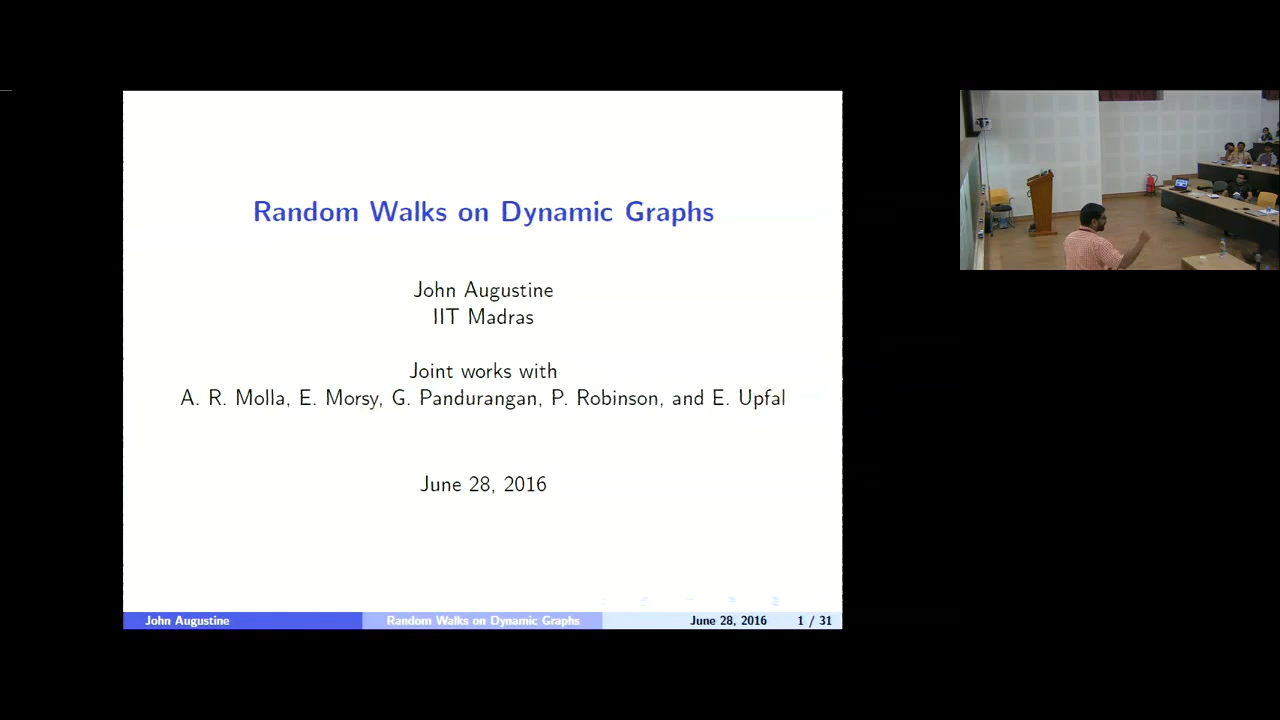 Random Walks on Dynamic Graphs
John Augustine
IIT Madras
Joint works with
A. R. Molla, E. Morsy, G. Pandurangan, P. Robinson, and E. Upfal
June 28, 2016
John Augustine Random Walks on Dynamic Graphs June 28, 2016 1 / 31